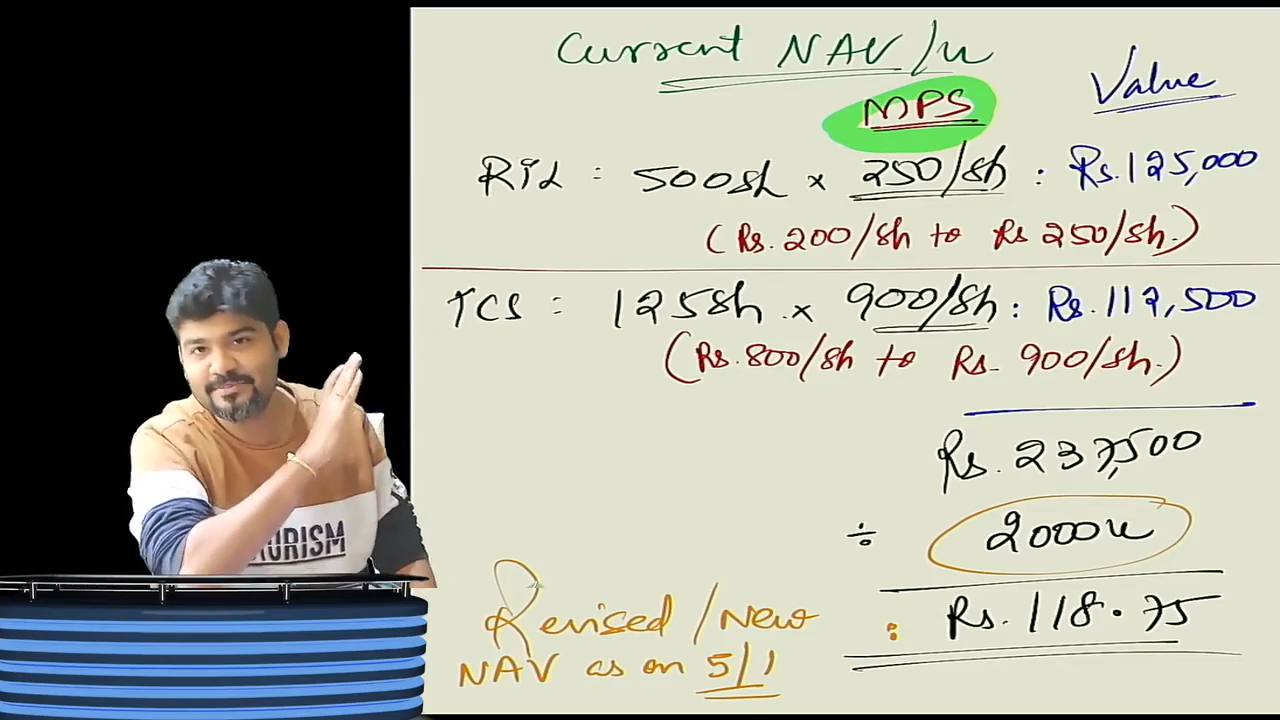 Current NAV/u
MPS Value
RIL : 500sh × 250/sh : Rs.125,000
(Rs.200/sh to Rs 250/sh.)
TCS = 125sh × 900/sh : Rs.112,500
(Rs.800/sh to Rs. 900/sh.)
Rs.237,500
÷ 2000u
Revised/New : Rs.118.75
NAV as on 5/1
URISM